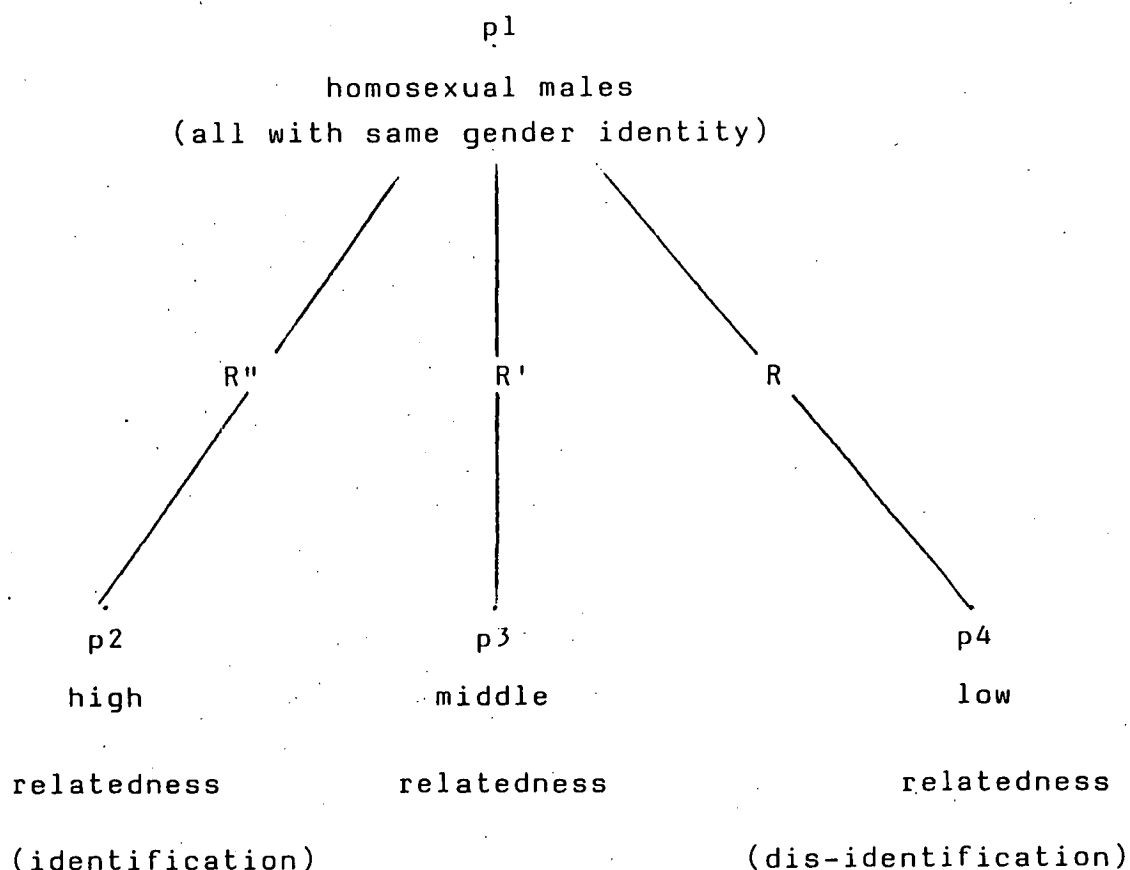 p1
homosexual males
(all with same gender identity)
R" R' R
p2 p3 p4
high middle low
relatedness relatedness relatedness
(identification) (dis-identification)